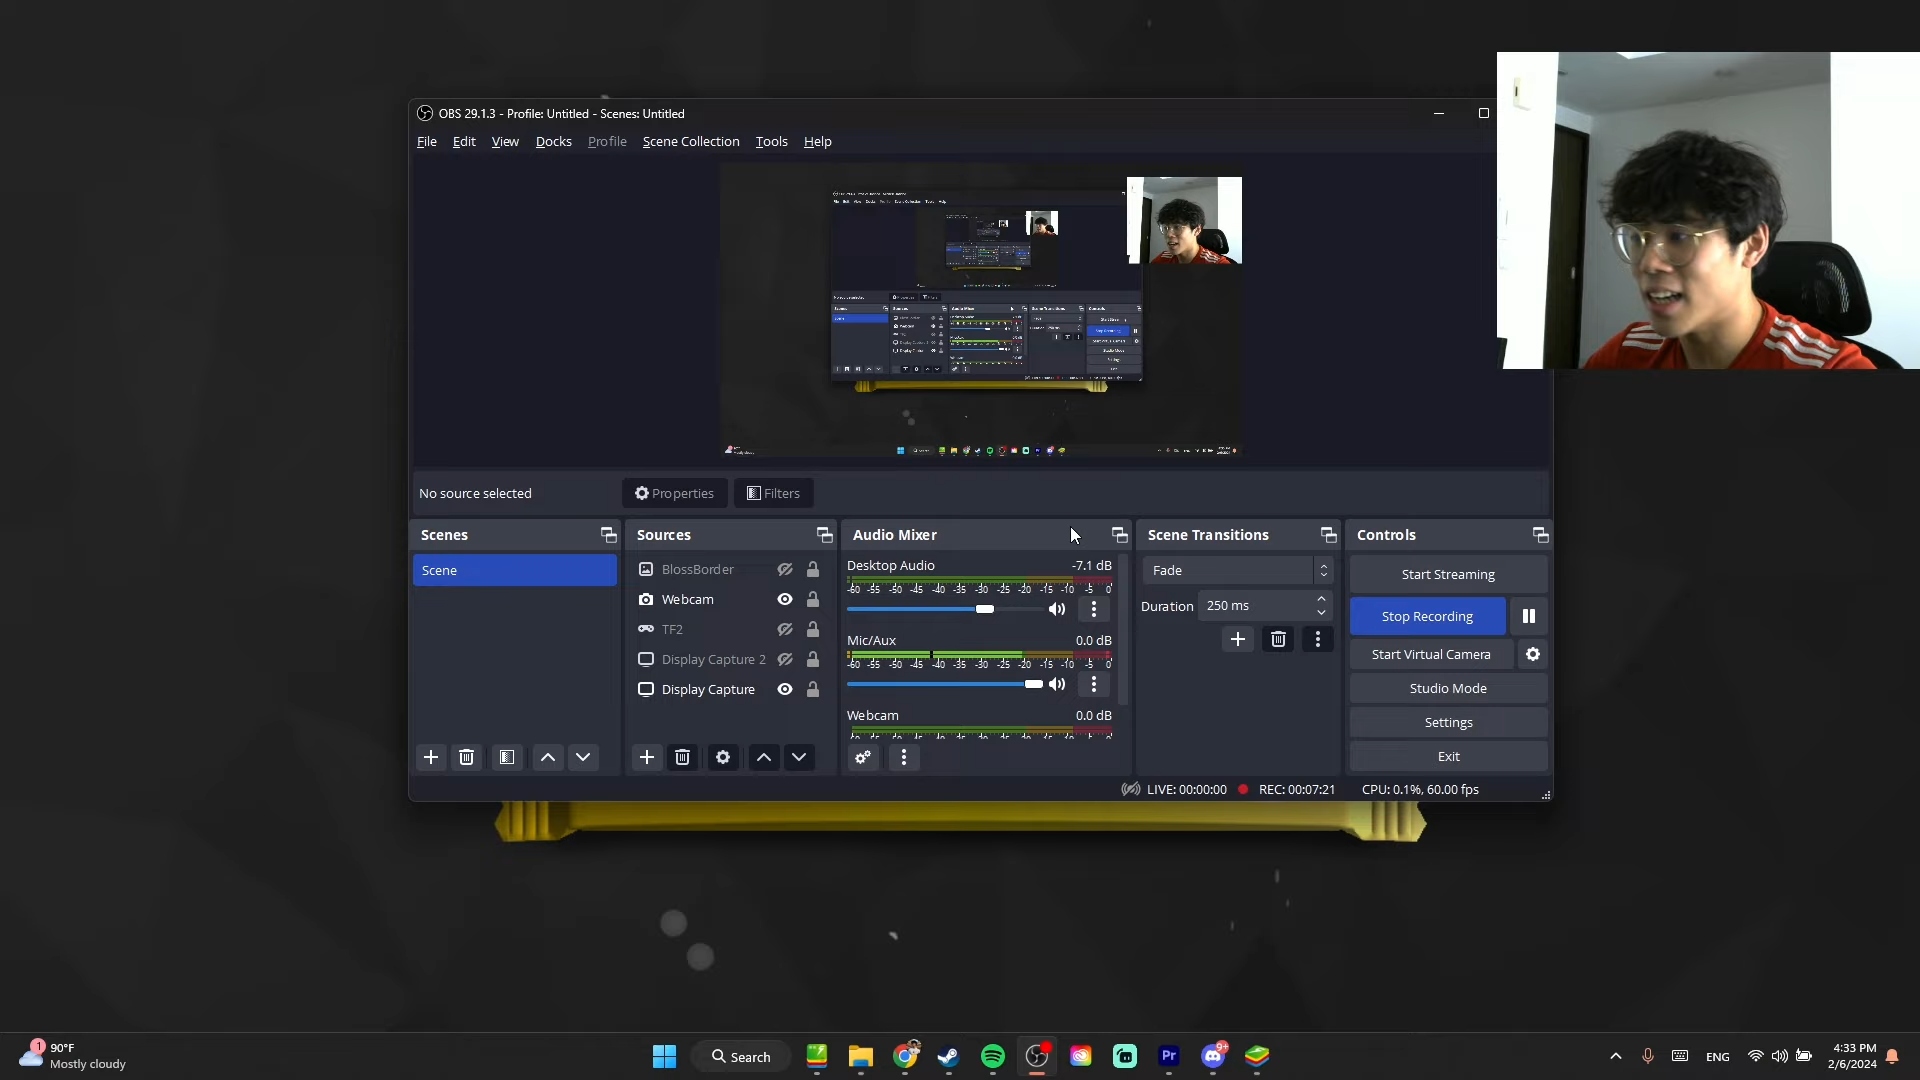 OBS 29.1.3 - Profile: Untitled - Scenes: Untitled
File Edit View Docks Profile Scene Collection Tools Help
No source selected
Properties
Filters
Scenes
Scene
Sources
BlossBorder
Webcam
TF2
Display Capture 2
Display Capture
Audio Mixer
Desktop Audio -7.1 dB
-60 -55 -50 -45 -40 -35 -30 -25 -20 -15 -10 -5 0
Mic/Aux 0.0 dB
-60 -55 -50 -45 -40 -35 -30 -25 -20 -15 -10 -5 0
Webcam 0.0 dB
Scene Transitions
Fade
Duration 250 ms
Controls
Start Streaming
Stop Recording
Start Virtual Camera
Studio Mode
Settings
Exit
LIVE: 00:00:00 REC: 00:07:21 CPU: 0.1%, 60.00 fps
1
90°F
Mostly cloudy
Search
Pr
9+
ENG
4:33 PM
2/6/2024